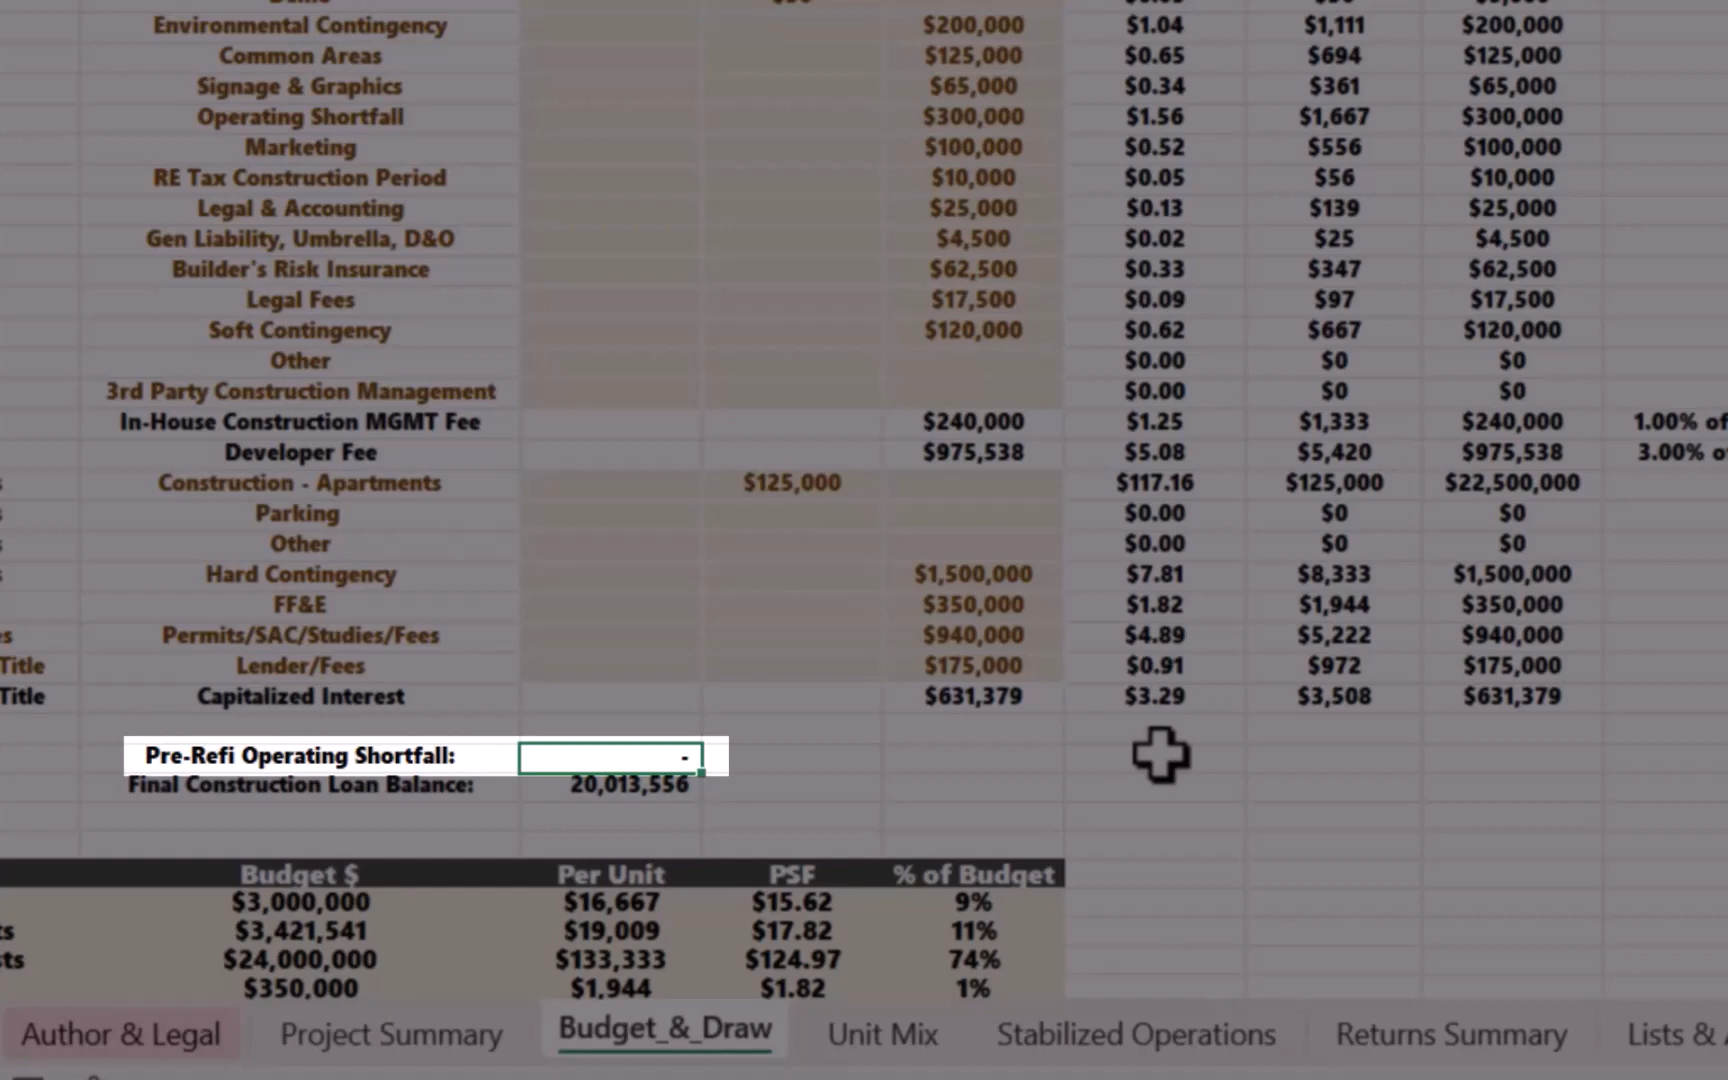 Environmental Contingency $200,000 $1.04 $1,111 $200,000
Common Areas $125,000 $0.65 $694 $125,000
Signage & Graphics $65,000 $0.34 $361 $65,000
Operating Shortfall $300,000 $1.56 $1,667 $300,000
Marketing $100,000 $0.52 $556 $100,000
RE Tax Construction Period $10,000 $0.05 $56 $10,000
Legal & Accounting $25,000 $0.13 $139 $25,000
Gen Liability, Umbrella, D&O $4,500 $0.02 $25 $4,500
Builder's Risk Insurance $62,500 $0.33 $347 $62,500
Legal Fees $17,500 $0.09 $97 $17,500
Soft Contingency $120,000 $0.62 $667 $120,000
Other $0.00 $0 $0
3rd Party Construction Management $0.00 $0 $0
In-House Construction MGMT Fee $240,000 $1.25 $1,333 $240,000 1.00% of
Developer Fee $975,538 $5.08 $5,420 $975,538 3.00% o
s Construction - Apartments $125,000 $117.16 $125,000 $22,500,000
s Parking $0.00 $0 $0
s Other $0.00 $0 $0
Hard Contingency $1,500,000 $7.81 $8,333 $1,500,000
FF&E $350,000 $1.82 $1,944 $350,000
es Permits/SAC/Studies/Fees $940,000 $4.89 $5,222 $940,000
Title Lender/Fees $175,000 $0.91 $972 $175,000
Title Capitalized Interest $631,379 $3.29 $3,508 $631,379
Pre-Refi Operating Shortfall: -
Final Construction Loan Balance: 20,013,556
Budget $ Per Unit PSF % of Budget
$3,000,000 $16,667 $15.62 9%
ts $3,421,541 $19,009 $17.82 11%
sts $24,000,000 $133,333 $124.97 74%
$350,000 $1,944 $1.82 1%
Author & Legal Project Summary Budget_&_Draw Unit Mix Stabilized Operations Returns Summary Lists &